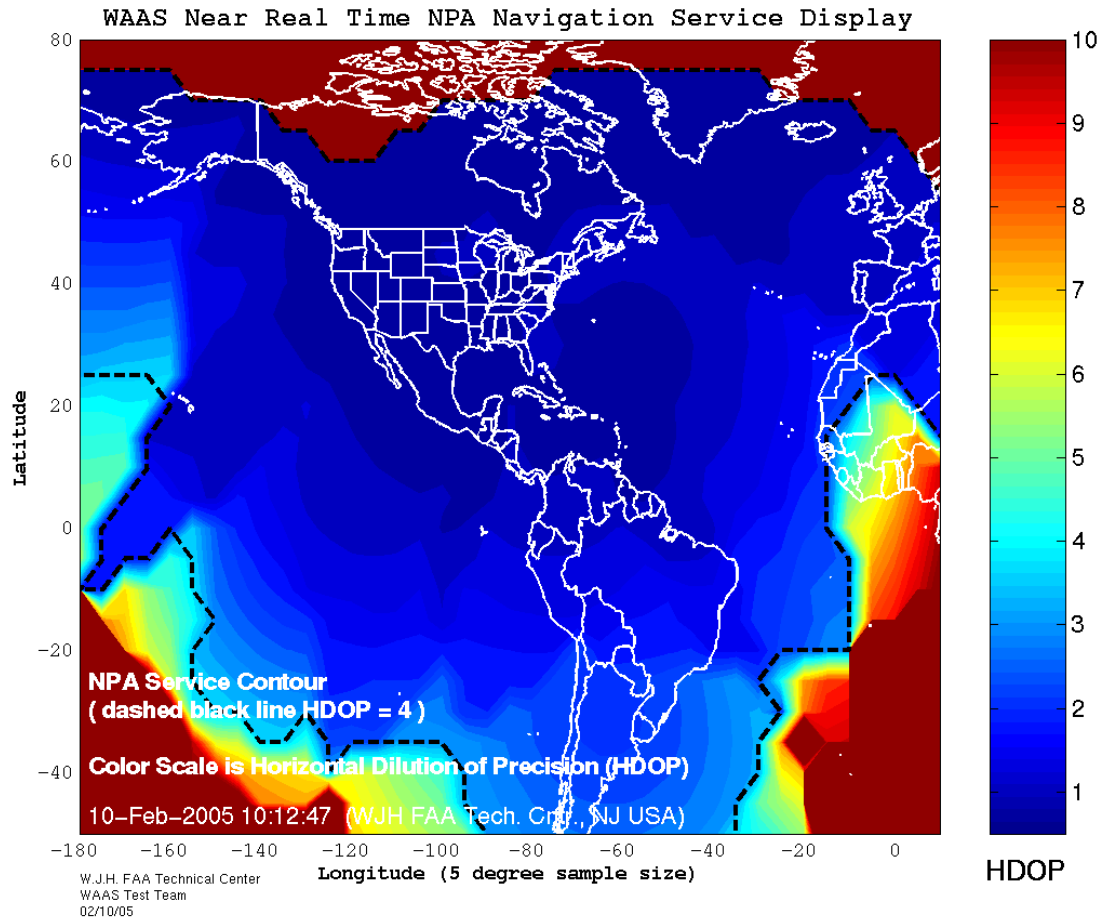 WAAS Near Real Time NPA Navigation Service Display
80
60
40
20
0
-20
-40
Latitude
NPA Service Contour
( dashed black line HDOP = 4 )
Color Scale is Horizontal Dilution of Precision (HDOP)
10-Feb-2005 10:12:47 (WJH FAA Tech. Cntr., NJ USA)
-180 -160 -140 -120 -100 -80 -60 -40 -20 0
Longitude (5 degree sample size)
W.J.H. FAA Technical Center
WAAS Test Team
02/10/05
10
9
8
7
6
5
4
3
2
1
HDOP